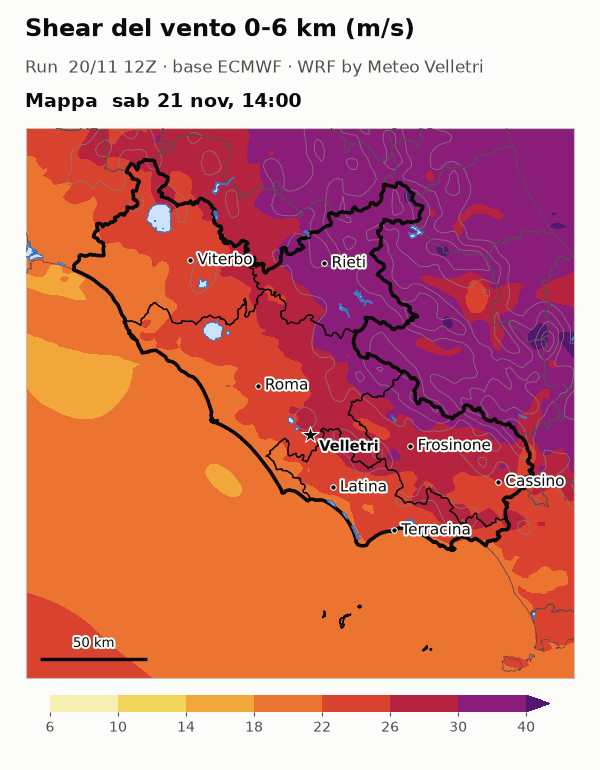 Shear del vento 0-6 km (m/s)
Run  20/11 12Z · base ECMWF · WRF by Meteo Velletri
Mappa  sab 21 nov, 14:00
Viterbo
Rieti
Roma
Velletri
Frosinone
Latina
Cassino
Terracina
50 km
6 10 14 18 22 26 30 40